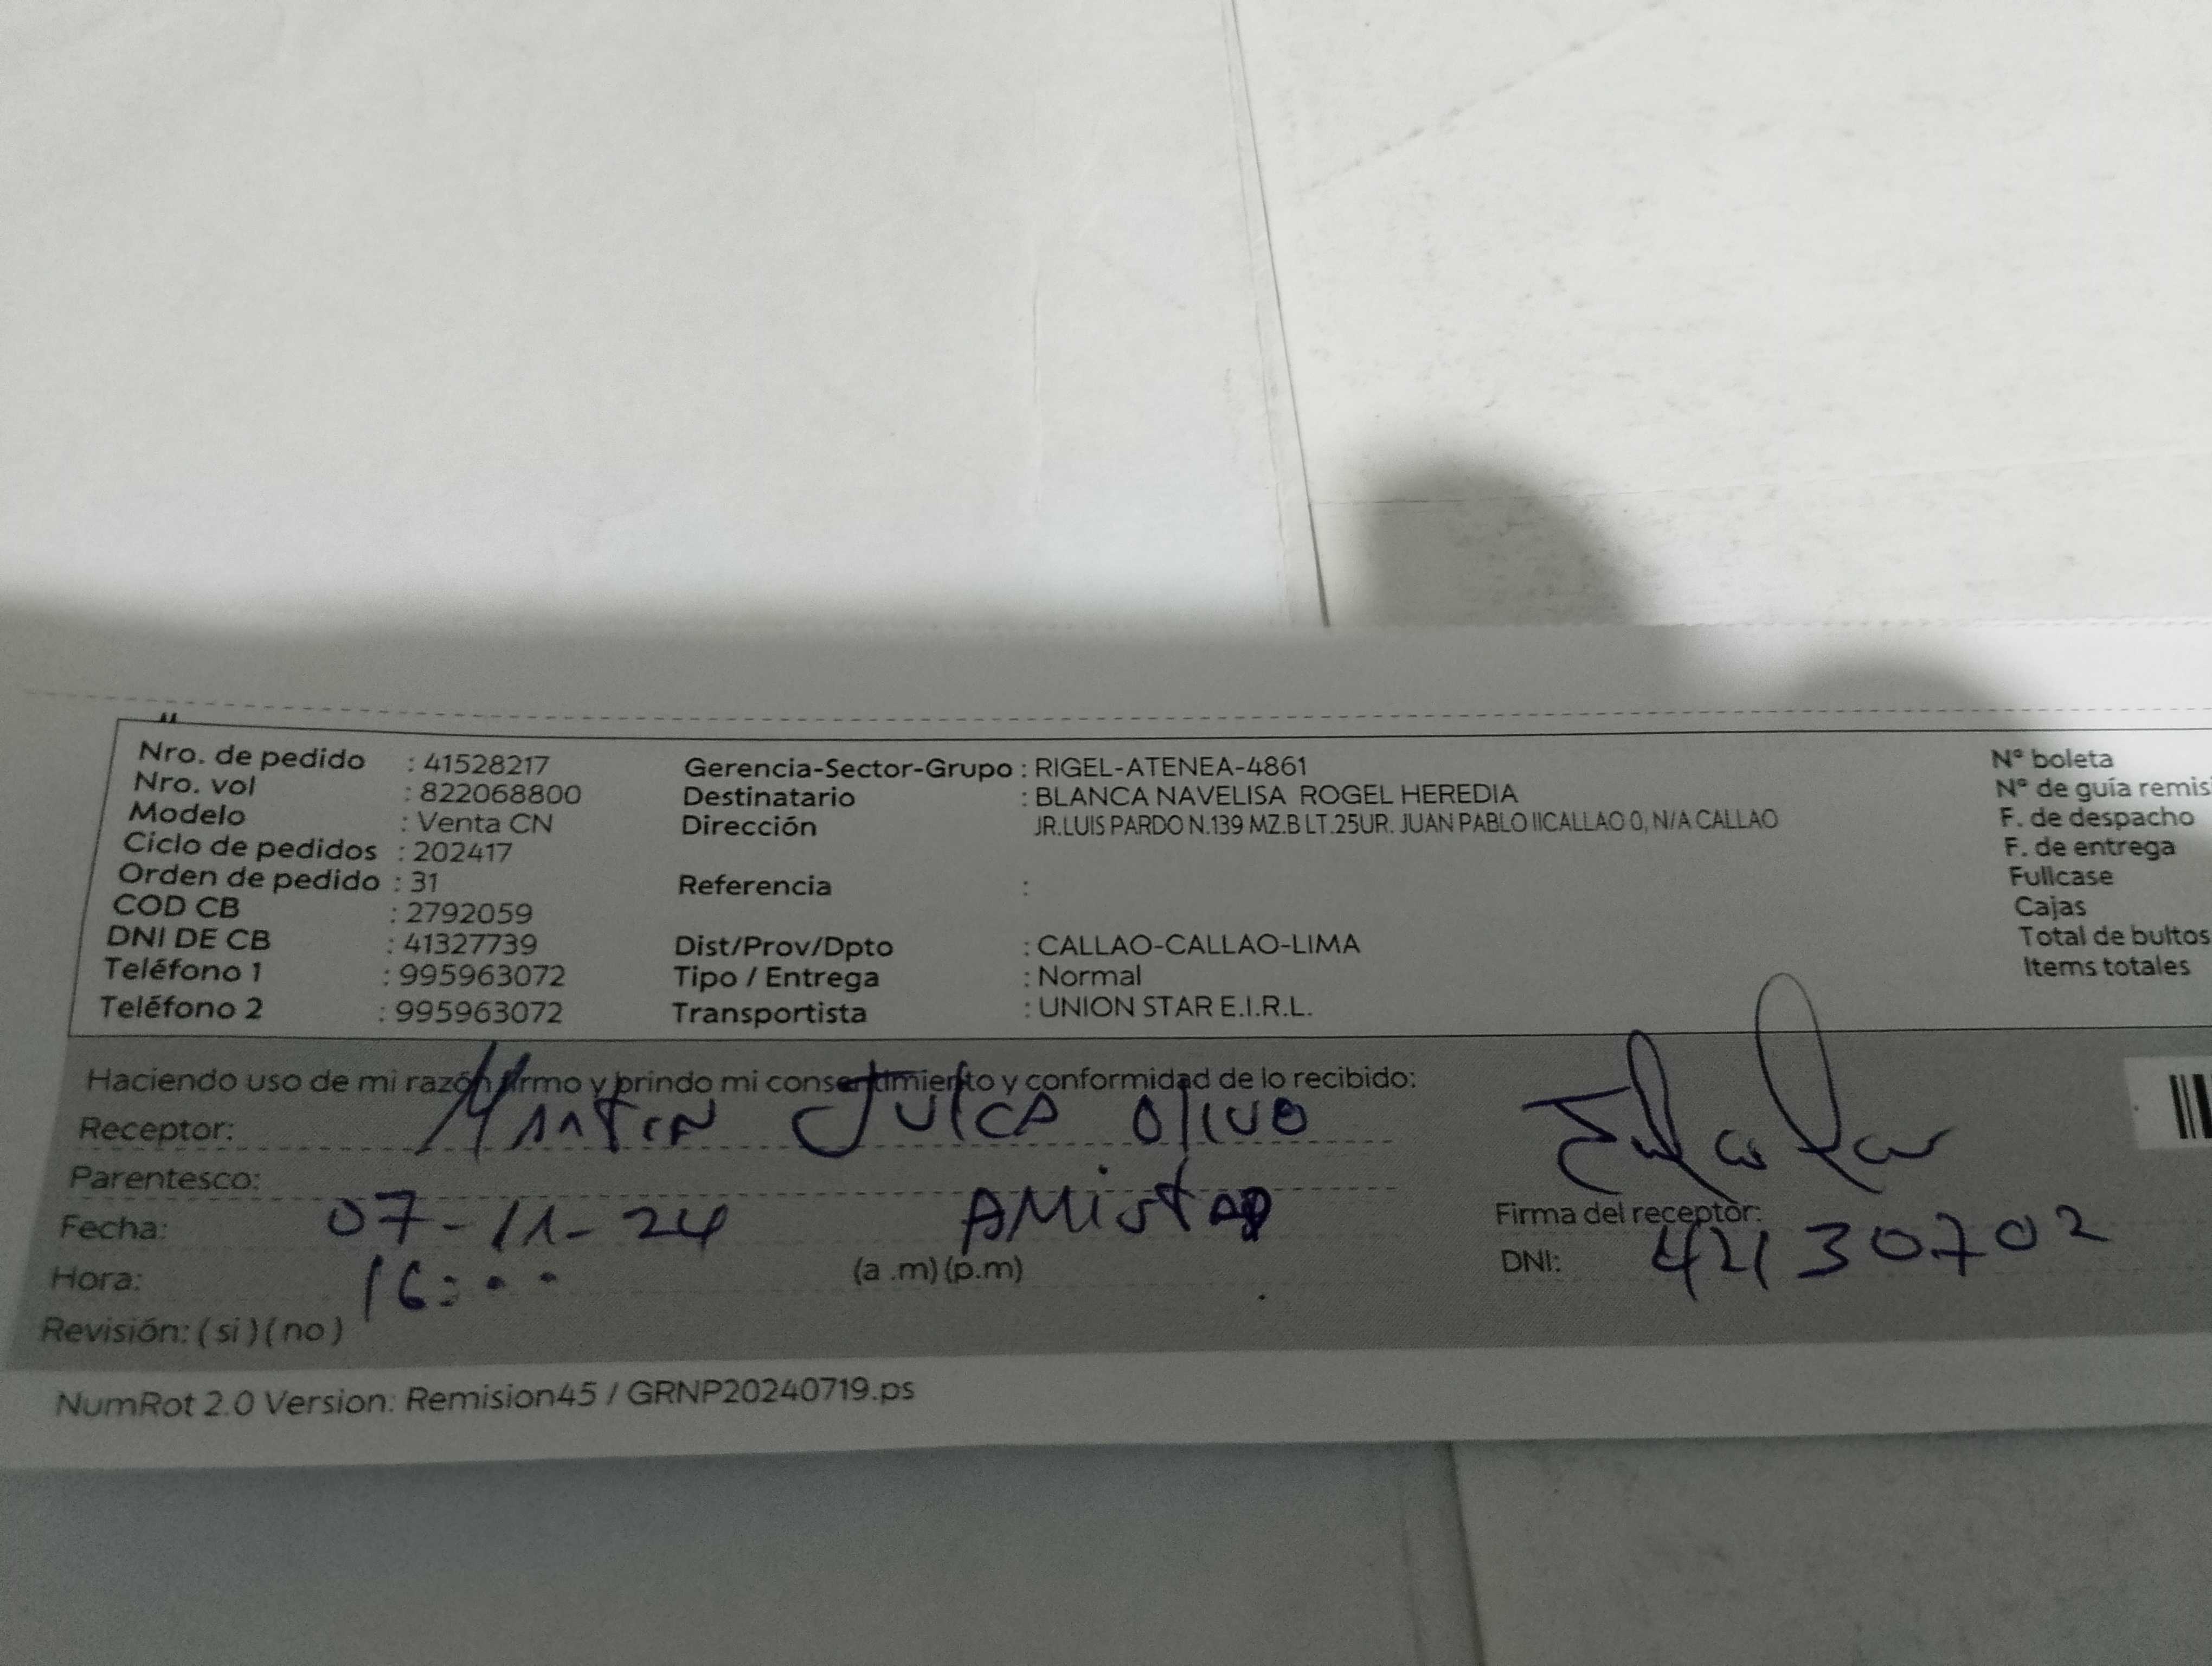 Nro. de pedido : 41528217
Nro. vol : 822068800
Modelo : Venta CN
Ciclo de pedidos : 202417
Orden de pedido : 31
COD CB : 2792059
DNI DE CB : 41327739
Teléfono 1 : 995963072
Teléfono 2 : 995963072
Gerencia-Sector-Grupo : RIGEL-ATENEA-4861
Destinatario : BLANCA NAVELISA ROGEL HEREDIA
Dirección JR.LUIS PARDO N.139 MZ.B LT.25UR. JUAN PABLO IICALLAO 0, N/A CALLAO
Referencia :
Dist/Prov/Dpto : CALLAO-CALLAO-LIMA
Tipo / Entrega : Normal
Transportista : UNION STAR E.I.R.L.
N° boleta
N° de guía remis
F. de despacho
F. de entrega
Fullcase
Cajas
Total de bultos
Items totales
Haciendo uso de mi razón firmo y brindo mi consentimiento y conformidad de lo recibido:
Receptor: MARTIN JULCA OLIVO
Parentesco: AMISTAD
Fecha: 07-11-24
Hora: 16:00 (a .m) (p.m)
Revisión: ( si ) ( no )
Firma del receptor:
DNI: 42130702
NumRot 2.0 Version: Remision45 / GRNP20240719.ps